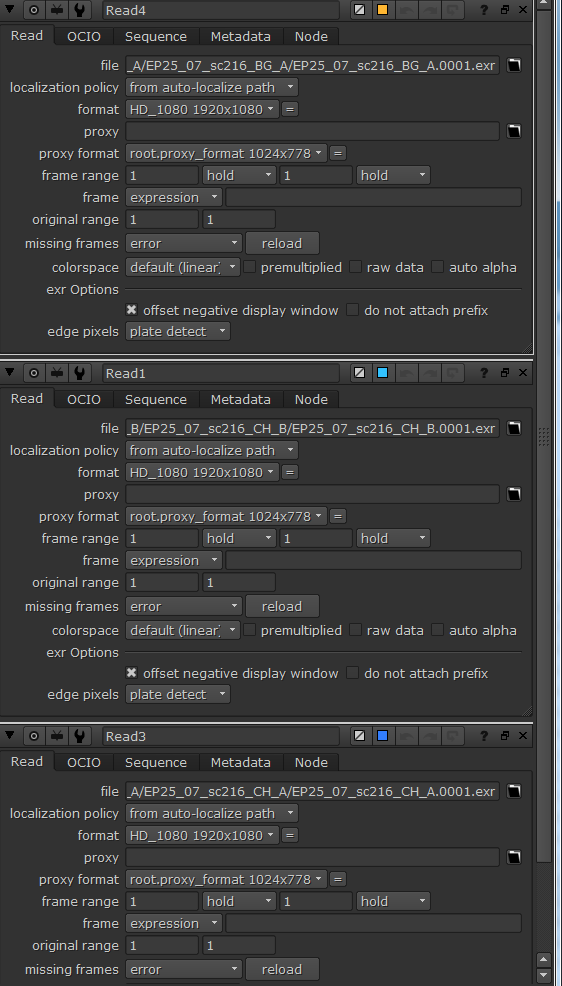 Read4 ?
Read OCIO Sequence Metadata Node
file _A/EP25_07_sc216_BG_A/EP25_07_sc216_BG_A.0001.exr
localization policy from auto-localize path
format HD_1080 1920x1080 =
proxy
proxy format root.proxy_format 1024x778 =
frame range 1 hold 1 hold
frame expression
original range 1 1
missing frames error reload
colorspace default (linear) premultiplied raw data auto alpha
exr Options
offset negative display window do not attach prefix
edge pixels plate detect
Read1 ?
Read OCIO Sequence Metadata Node
file _B/EP25_07_sc216_CH_B/EP25_07_sc216_CH_B.0001.exr
localization policy from auto-localize path
format HD_1080 1920x1080 =
proxy
proxy format root.proxy_format 1024x778 =
frame range 1 hold 1 hold
frame expression
original range 1 1
missing frames error reload
colorspace default (linear) premultiplied raw data auto alpha
exr Options
offset negative display window do not attach prefix
edge pixels plate detect
Read3 ?
Read OCIO Sequence Metadata Node
file _A/EP25_07_sc216_CH_A/EP25_07_sc216_CH_A.0001.exr
localization policy from auto-localize path
format HD_1080 1920x1080 =
proxy
proxy format root.proxy_format 1024x778 =
frame range 1 hold 1 hold
frame expression
original range 1 1
missing frames error reload